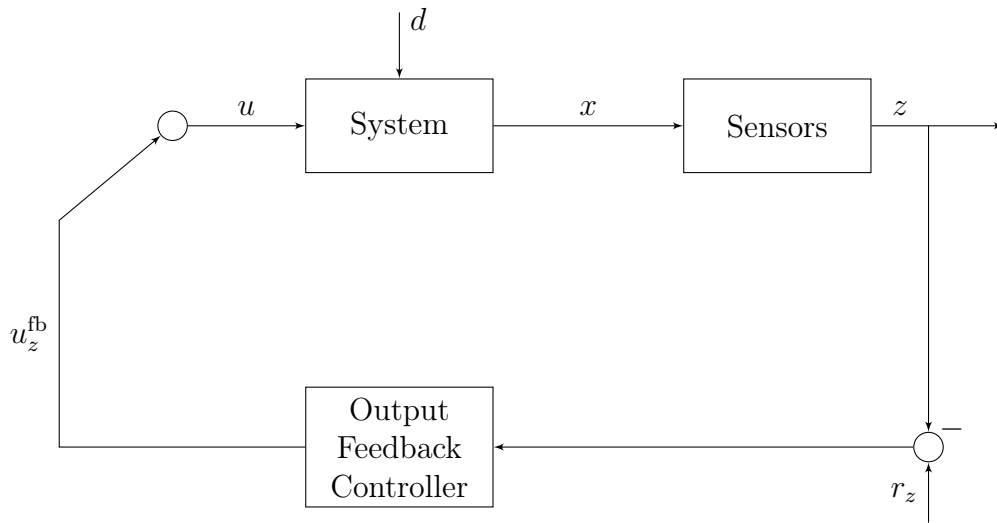 d
u
System
x
Sensors
z
u_z^fb
Output
Feedback
Controller
−
r_z